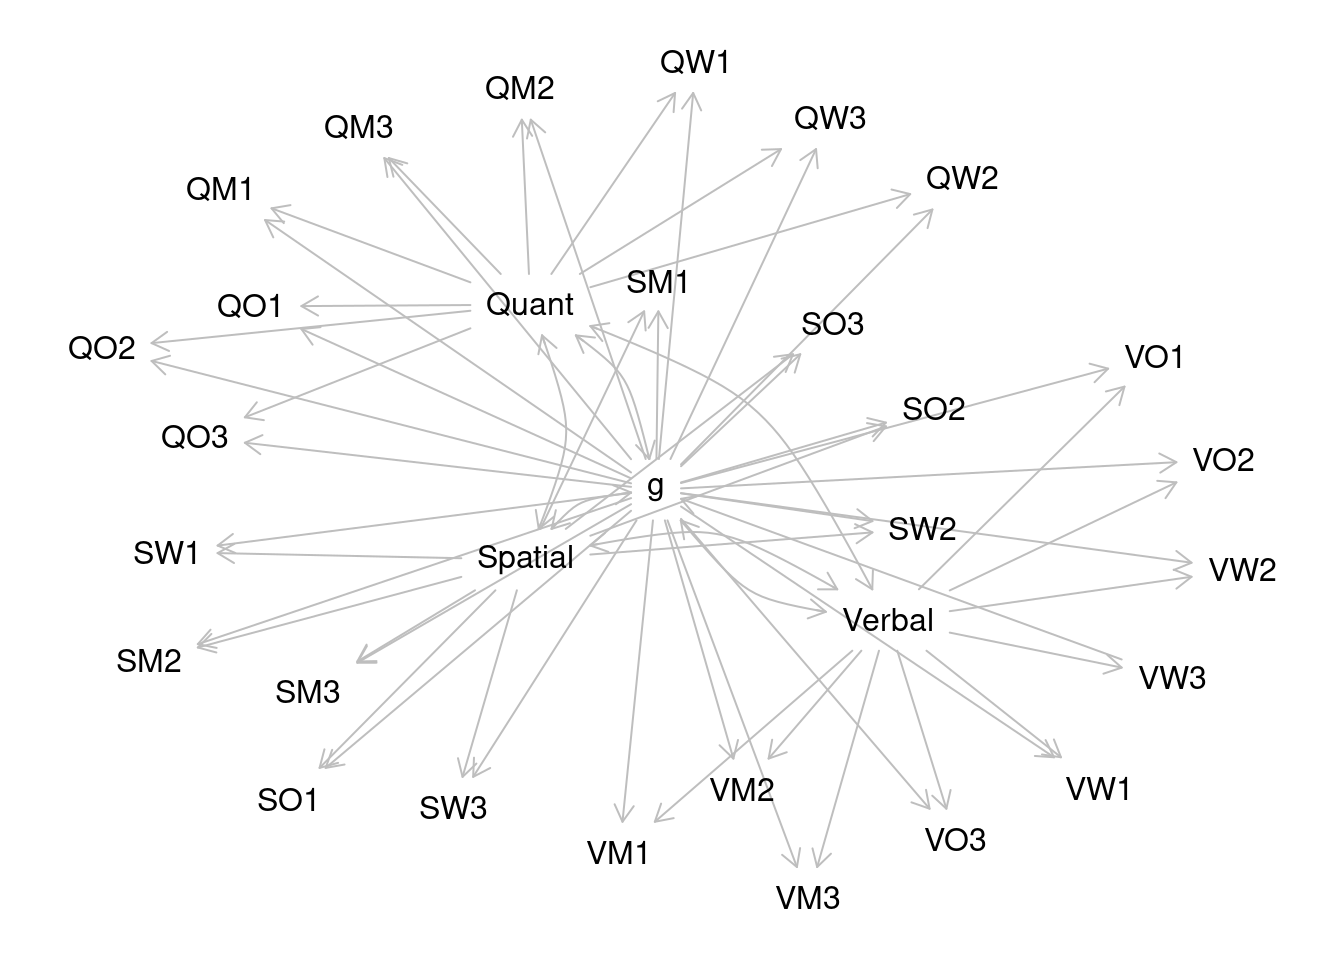 QW1
QM2
QW3
QM3
QW2
QM1
SM1
Quant
QO1
SO3
QO2
VO1
SO2
QO3
VO2
g
SW2
SW1
Spatial
VW2
Verbal
SM2
VW3
SM3
VM2
VW1
SO1
SW3
VO3
VM1
VM3